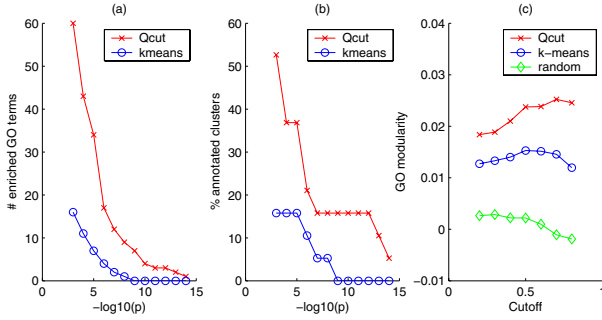 (a)
(b)
(c)
60
50
40
30
20
10
0
# enriched GO terms
Qcut
kmeans
0
5
10
15
−log10(p)
60
50
40
30
20
10
0
% annotated clusters
Qcut
kmeans
0
5
10
15
−log10(p)
0.04
0.03
0.02
0.01
0
−0.01
GO modularity
Qcut
k−means
random
0
0.5
1
Cutoff